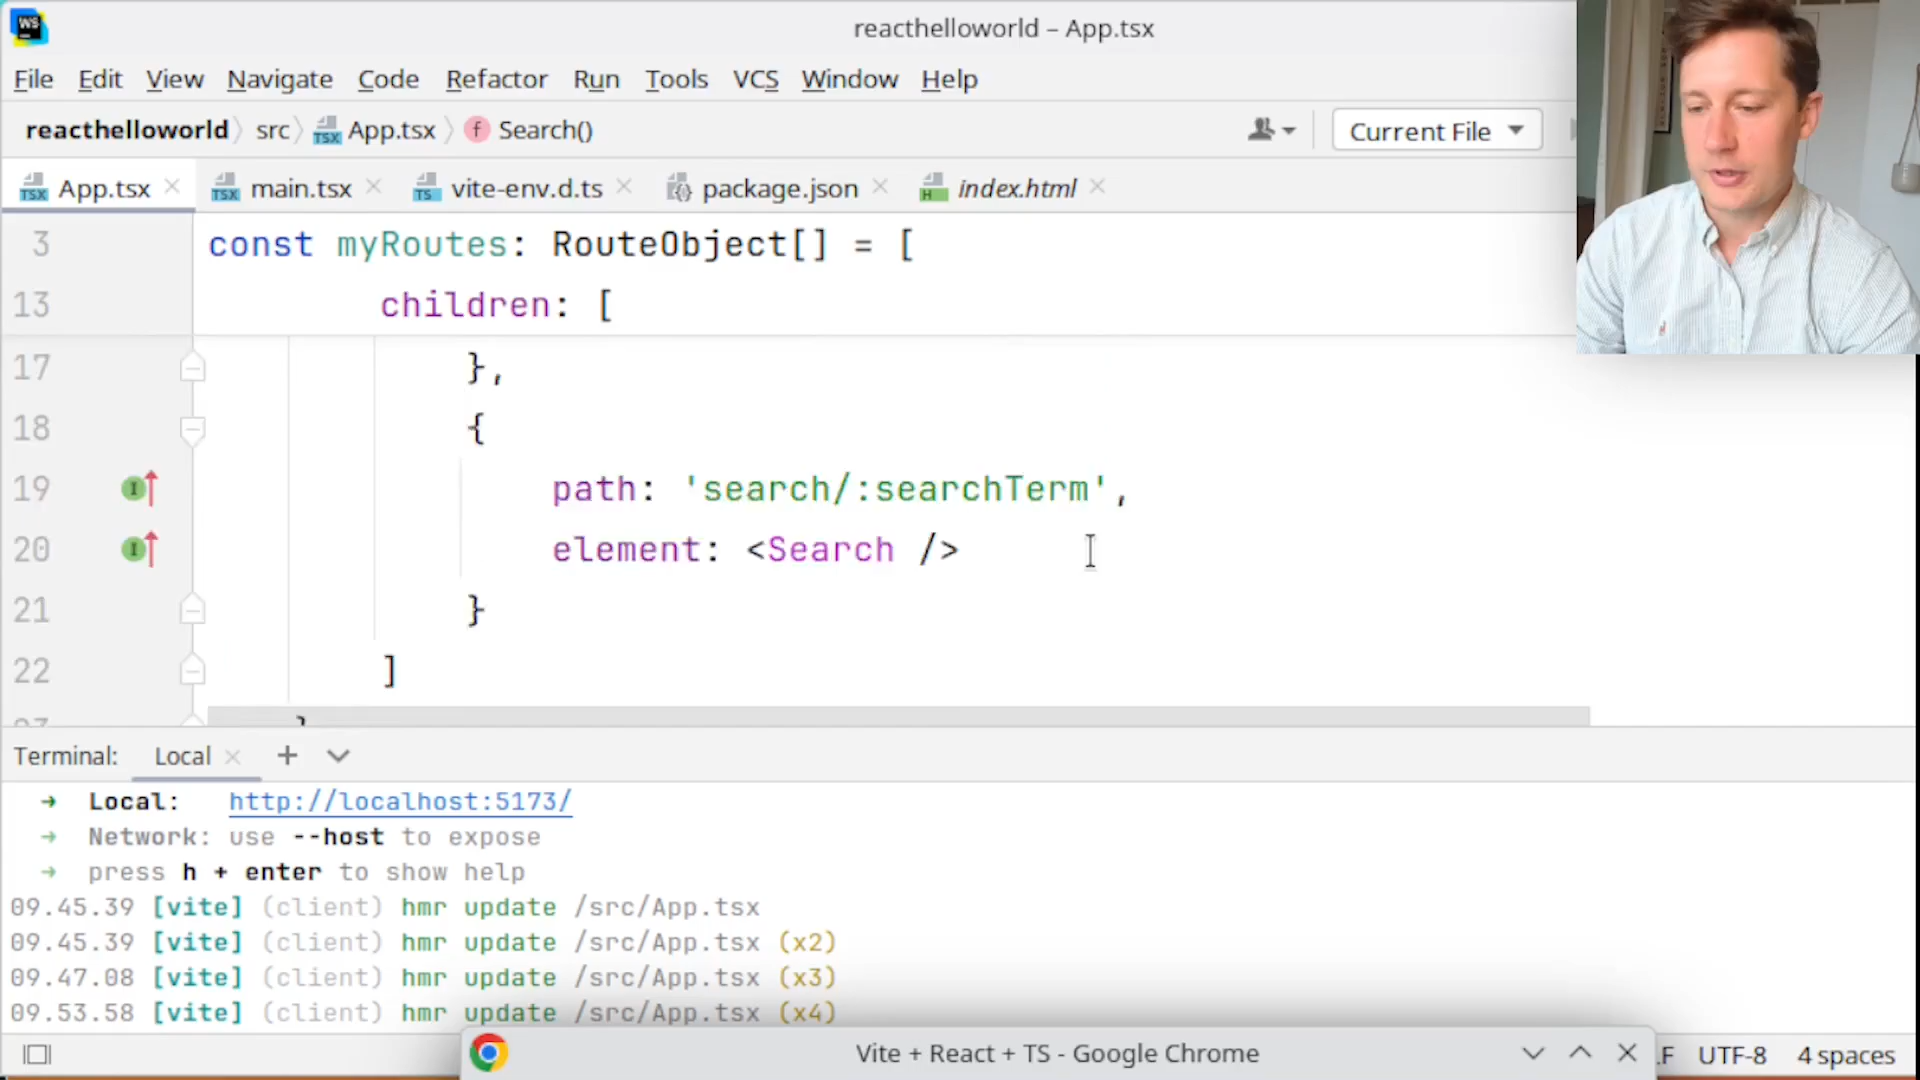 WS
reacthelloworld – App.tsx
File Edit View Navigate Code Refactor Run Tools VCS Window Help
reacthelloworld src TSX App.tsx f Search()
Current File
TSX App.tsx TSX main.tsx TS vite-env.d.ts package.json H index.html
3 const myRoutes: RouteObject[] = [
13 children: [
17 },
18 {
19 path: 'search/:searchTerm',
20 element: <Search />
21 }
22 ]
Terminal: Local
➜ Local: http://localhost:5173/
➜ Network: use --host to expose
➜ press h + enter to show help
09.45.39 [vite] (client) hmr update /src/App.tsx
09.45.39 [vite] (client) hmr update /src/App.tsx (x2)
09.47.08 [vite] (client) hmr update /src/App.tsx (x3)
09.53.58 [vite] (client) hmr update /src/App.tsx (x4)
Vite + React + TS - Google Chrome
LF UTF-8 4 spaces